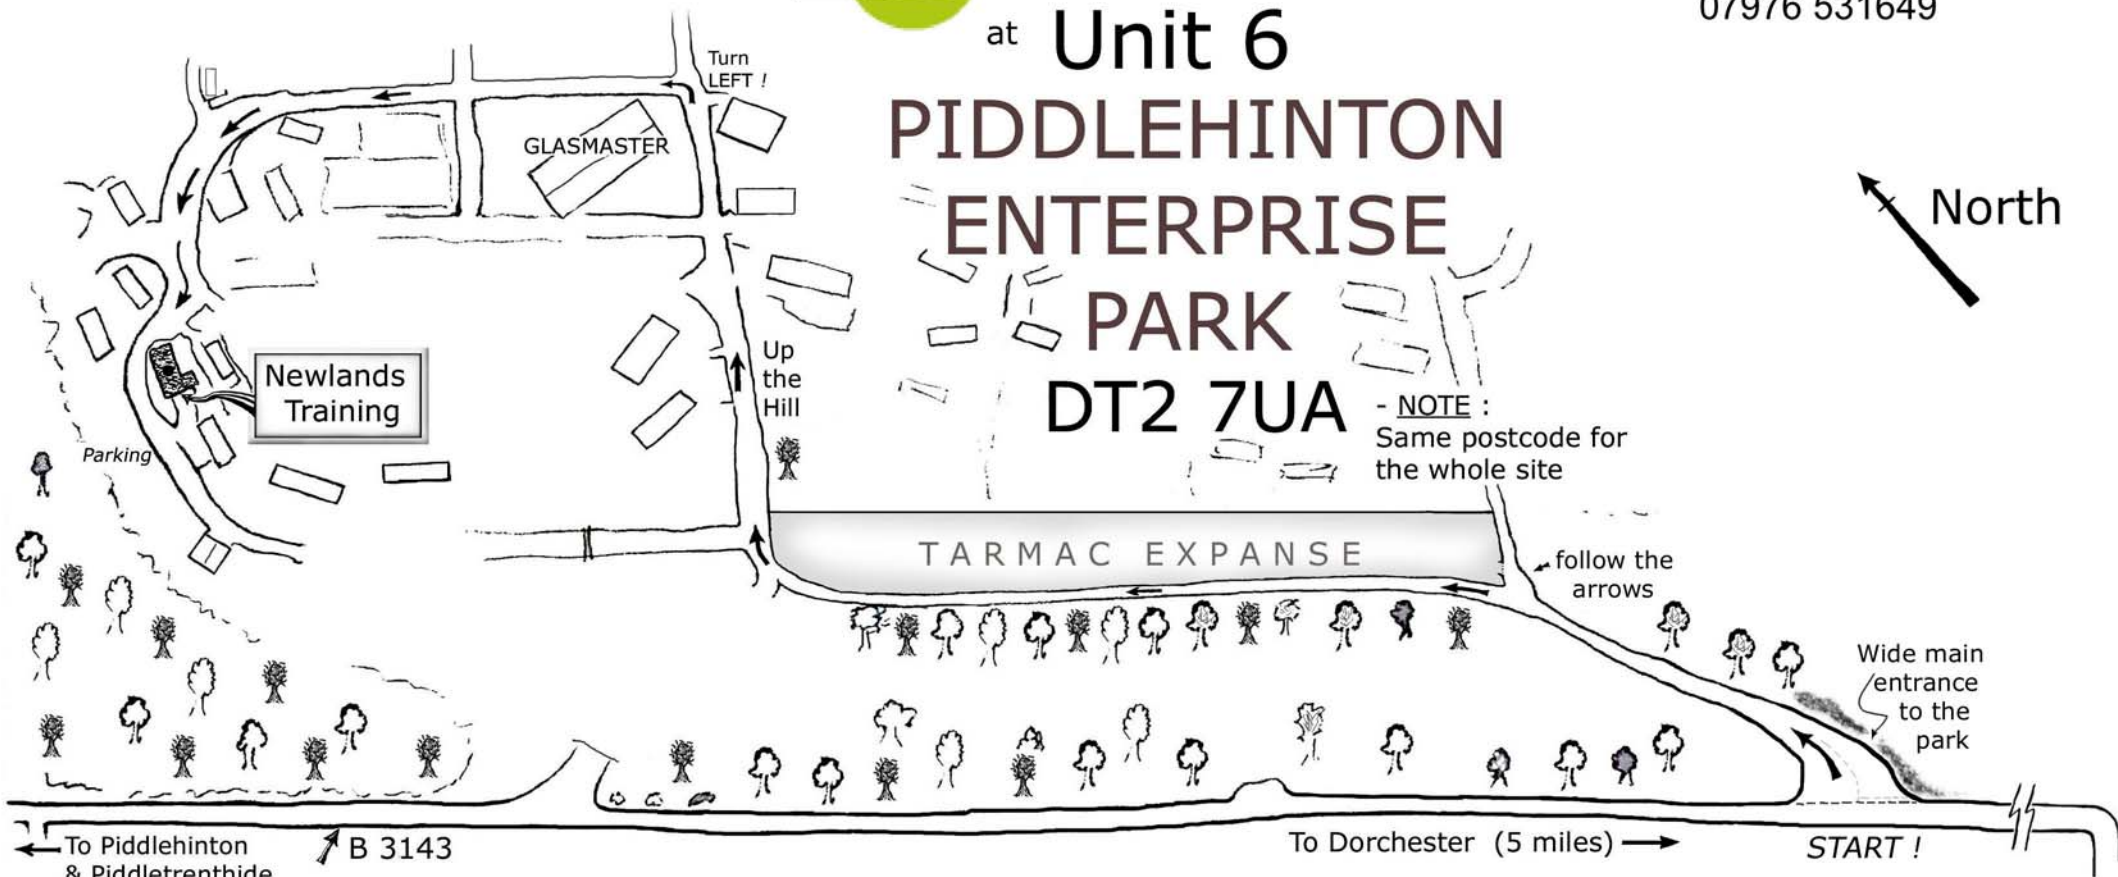 07976 531649
at Unit 6
PIDDLEHINTON
ENTERPRISE
PARK
DT2 7UA
- NOTE :
Same postcode for
the whole site
Turn
LEFT !
GLASMASTER
North
Newlands
Training
Up
the
Hill
Parking
TARMAC EXPANSE
follow the
arrows
Wide main
entrance
to the
park
To Piddlehinton
& Piddletrenthide
B 3143
To Dorchester (5 miles)
START !